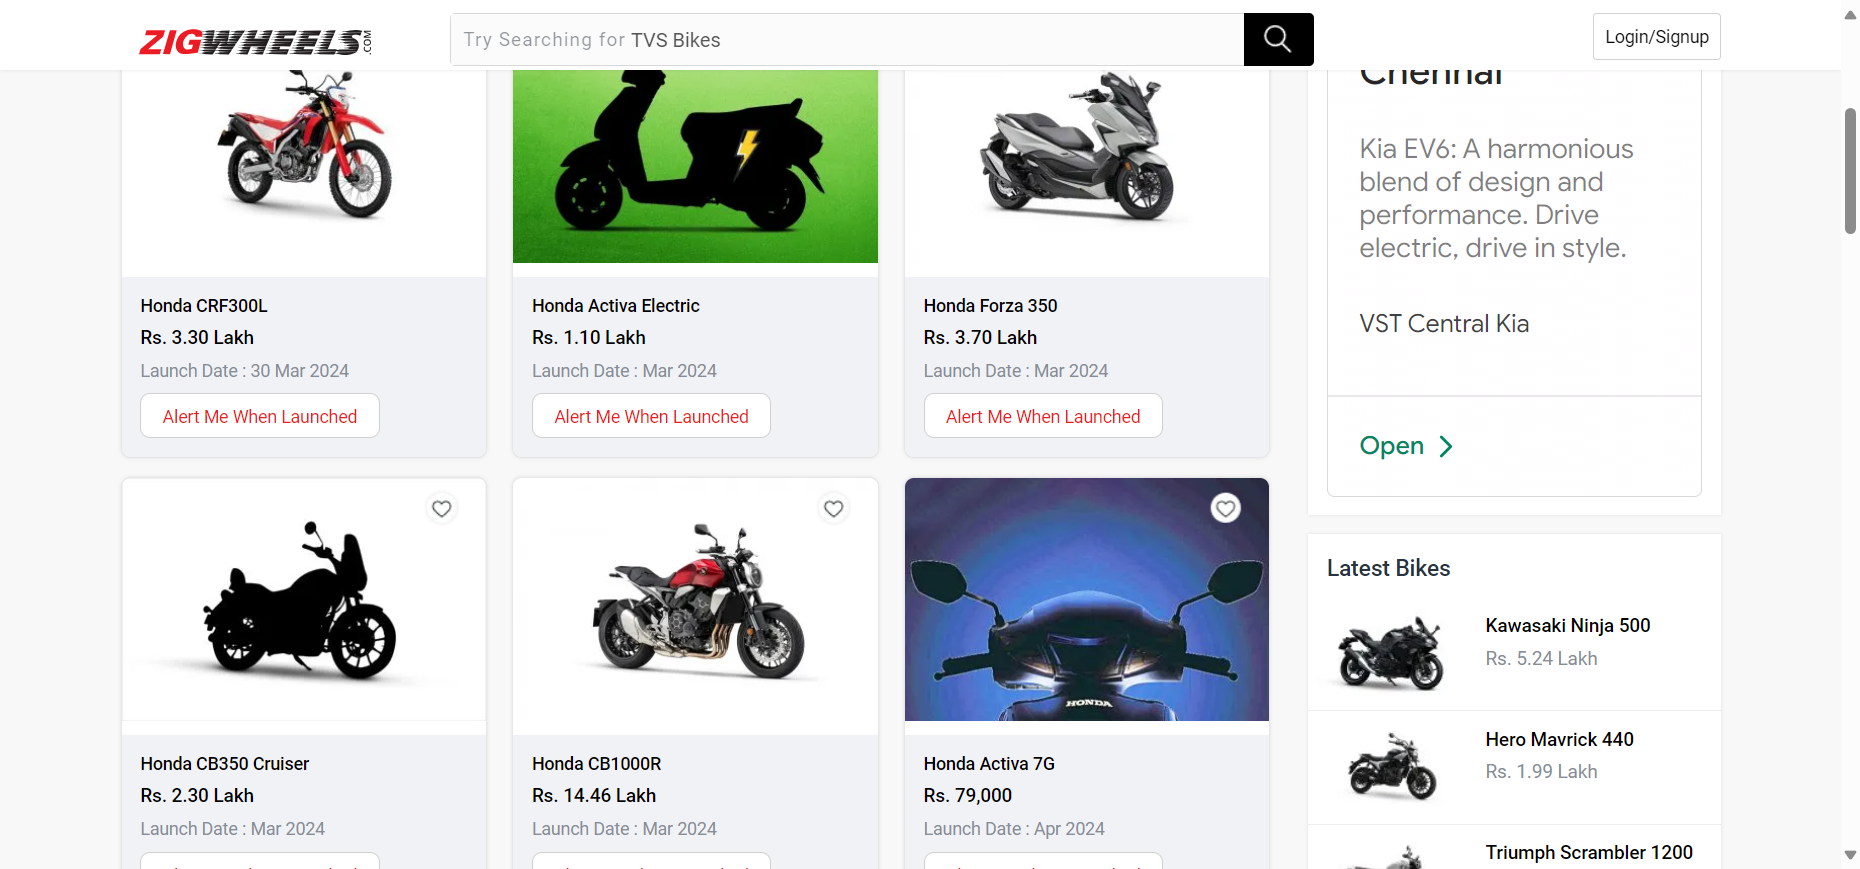 ZIGWHEELS.COM
Try Searching for TVS Bikes
Login/Signup
Honda CRF300L
Rs. 3.30 Lakh
Launch Date : 30 Mar 2024
Alert Me When Launched
Honda Activa Electric
Rs. 1.10 Lakh
Launch Date : Mar 2024
Alert Me When Launched
Honda Forza 350
Rs. 3.70 Lakh
Launch Date : Mar 2024
Alert Me When Launched
Honda CB350 Cruiser
Rs. 2.30 Lakh
Launch Date : Mar 2024
Honda CB1000R
Rs. 14.46 Lakh
Launch Date : Mar 2024
HONDA
Honda Activa 7G
Rs. 79,000
Launch Date : Apr 2024
Chennai
Kia EV6: A harmonious
blend of design and
performance. Drive
electric, drive in style.
VST Central Kia
Open
Latest Bikes
Kawasaki Ninja 500
Rs. 5.24 Lakh
Hero Mavrick 440
Rs. 1.99 Lakh
Triumph Scrambler 1200